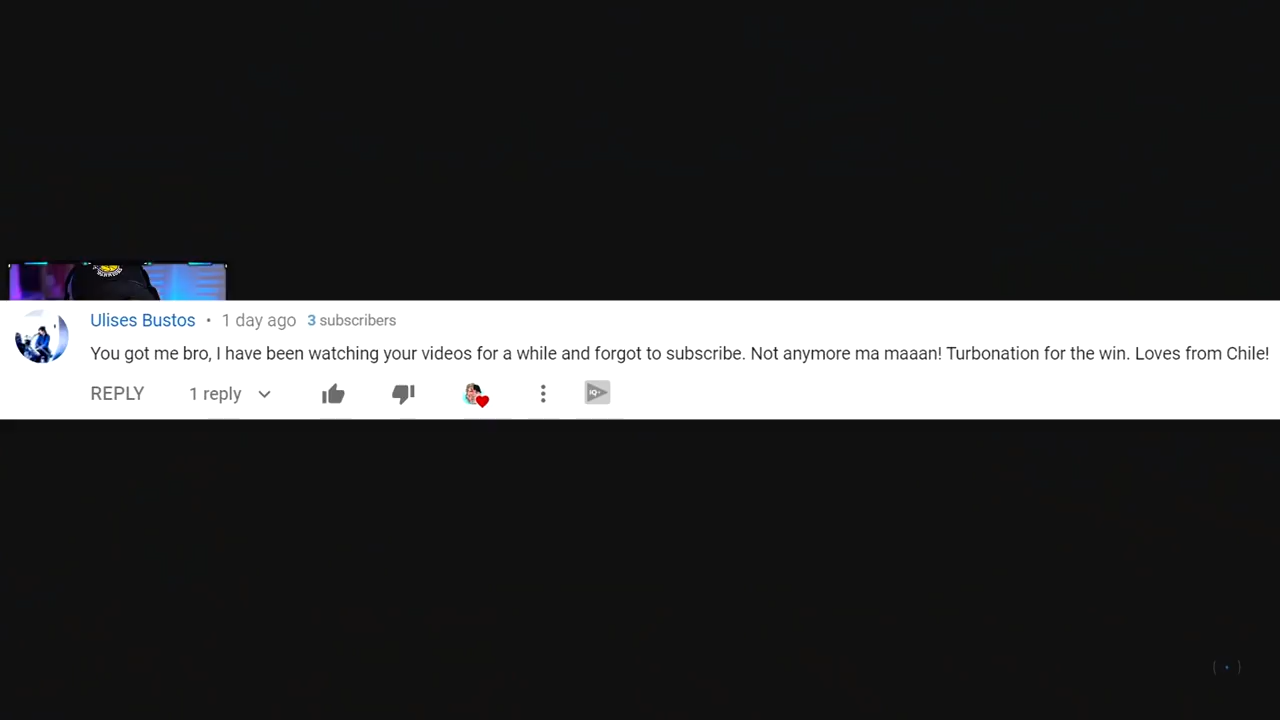 Ulises Bustos • 1 day ago 3 subscribers
You got me bro, I have been watching your videos for a while and forgot to subscribe. Not anymore ma maaan! Turbonation for the win. Loves from Chile!
REPLY 1 reply